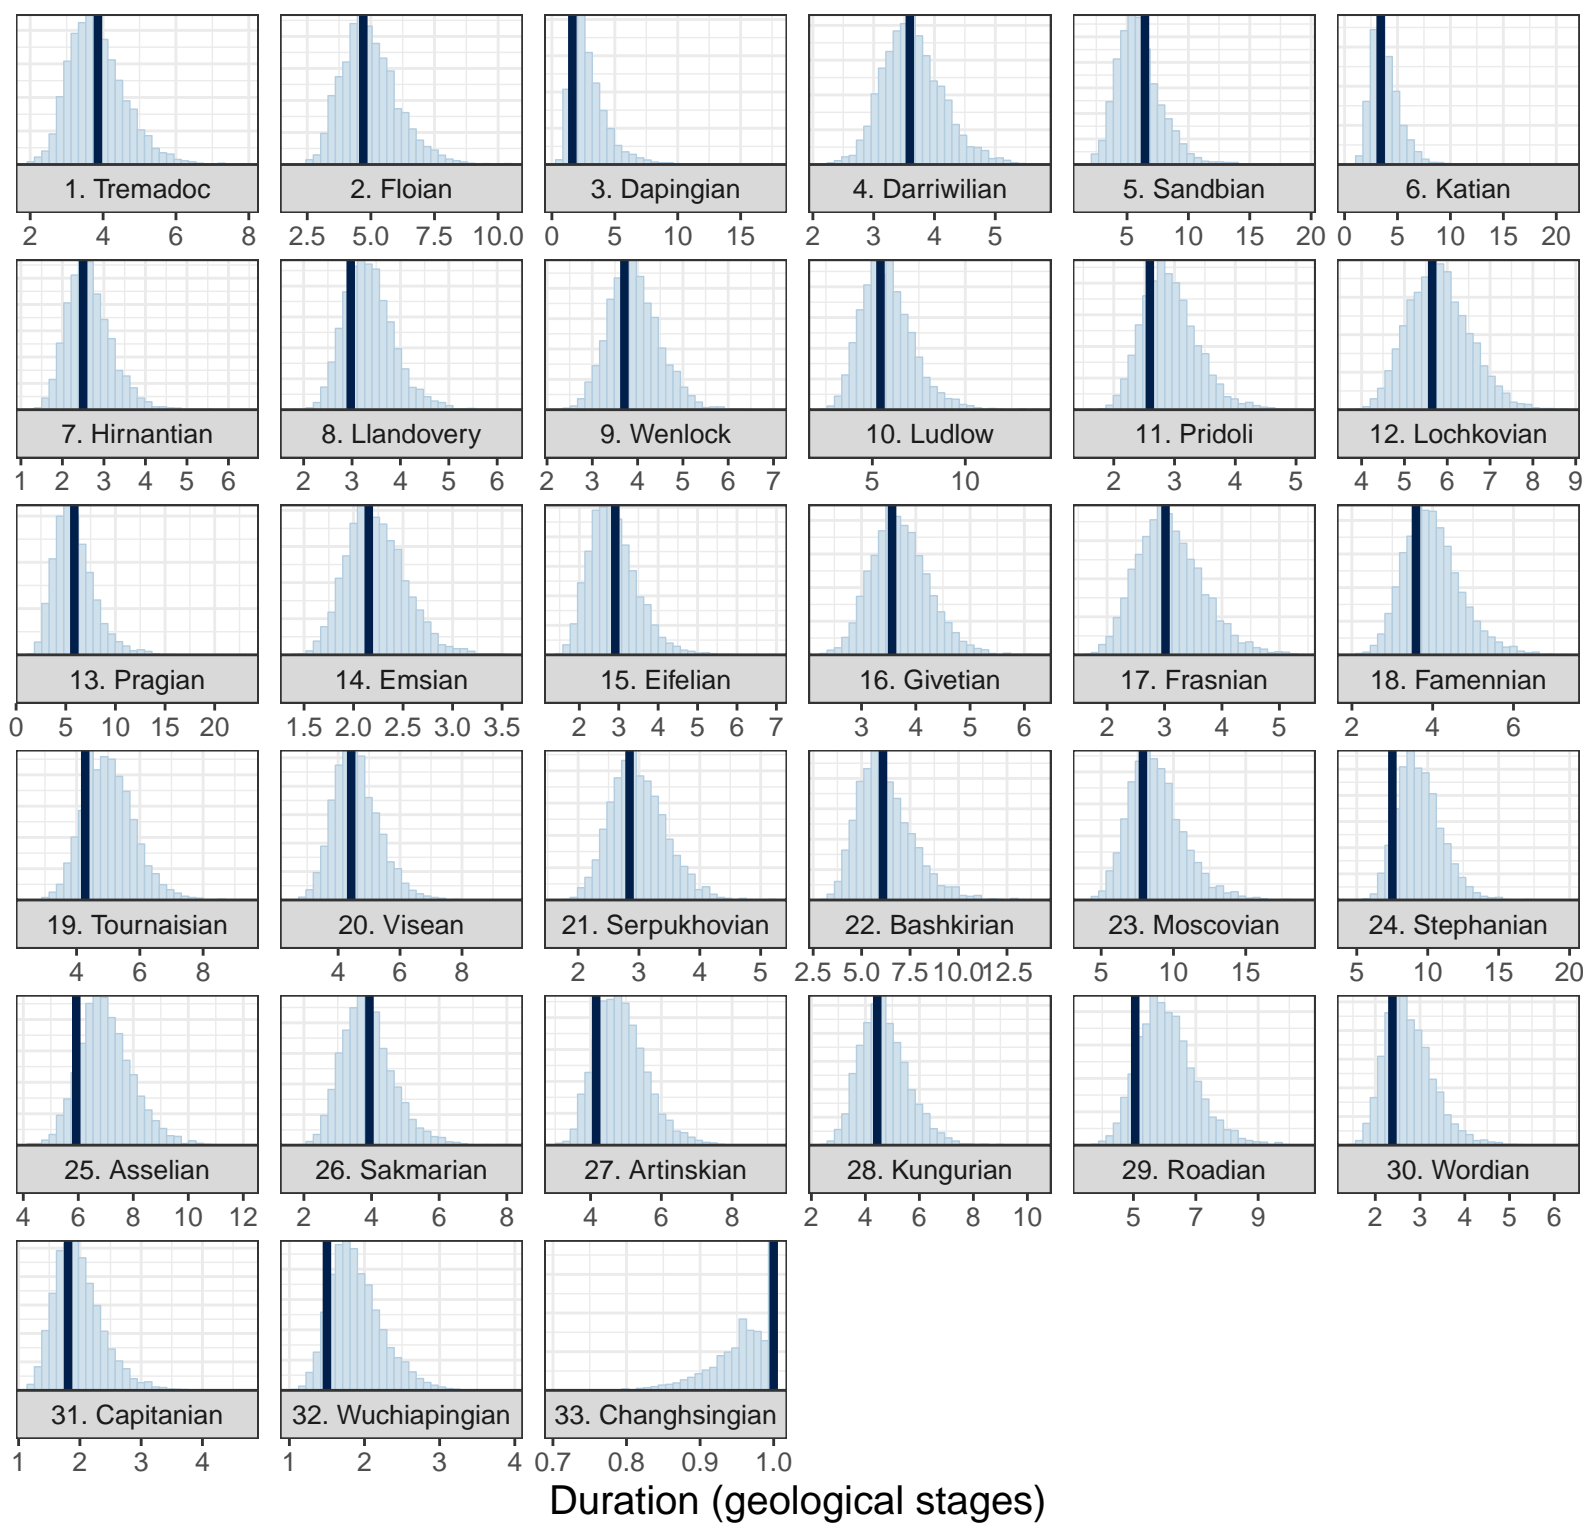 1. Tremadoc 2. Floian 3. Dapingian 4. Darriwilian 5. Sandbian 6. Katian
2 4 6 8 2.5 5.0 7.5 10.0 0 5 10 15 2 3 4 5 5 10 15 20 0 5 10 15 20
7. Hirnantian 8. Llandovery 9. Wenlock 10. Ludlow 11. Pridoli 12. Lochkovian
1 2 3 4 5 6 2 3 4 5 6 2 3 4 5 6 7 5 10 2 3 4 5 4 5 6 7 8 9
13. Pragian 14. Emsian 15. Eifelian 16. Givetian 17. Frasnian 18. Famennian
0 5 10 15 20 1.5 2.0 2.5 3.0 3.5 2 3 4 5 6 7 3 4 5 6 2 3 4 5 2 4 6
19. Tournaisian 20. Visean 21. Serpukhovian 22. Bashkirian 23. Moscovian 24. Stephanian
4 6 8 4 6 8 2 3 4 5 2.5 5.0 7.5 10.0 12.5 5 10 15 5 10 15 20
25. Asselian 26. Sakmarian 27. Artinskian 28. Kungurian 29. Roadian 30. Wordian
4 6 8 10 12 2 4 6 8 4 6 8 2 4 6 8 10 5 7 9 2 3 4 5 6
31. Capitanian 32. Wuchiapingian 33. Changhsingian
1 2 3 4 1 2 3 4 0.7 0.8 0.9 1.0
Duration (geological stages)